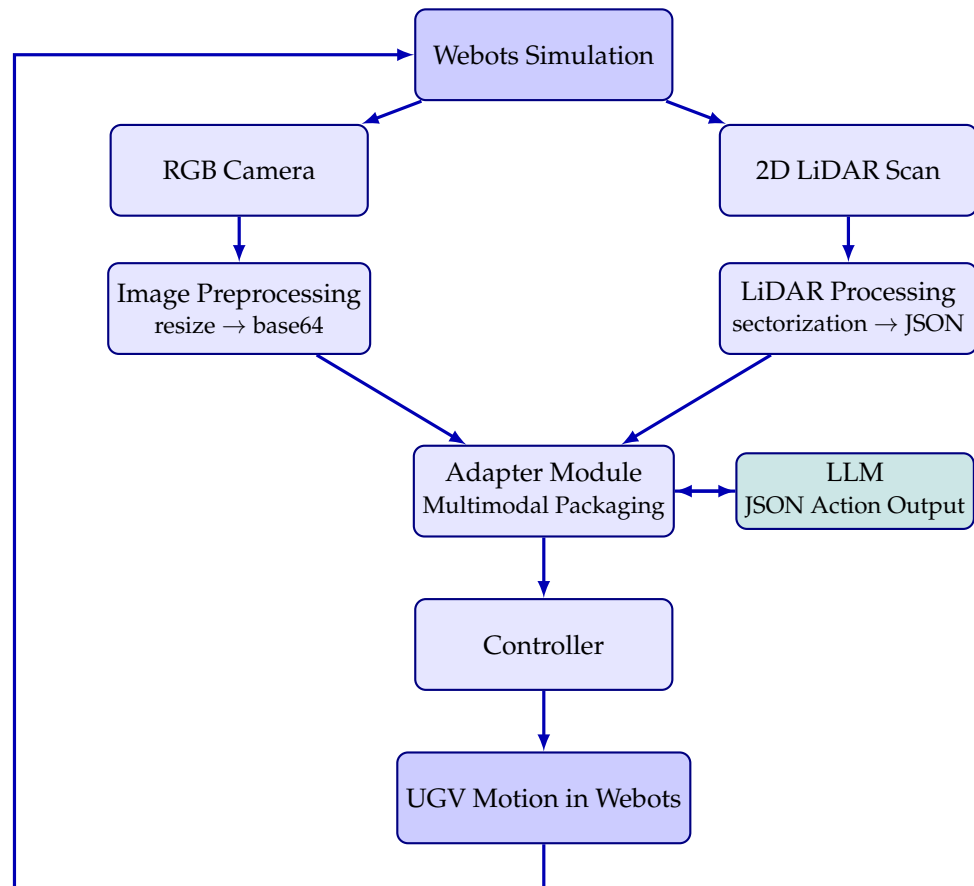 Webots Simulation
RGB Camera
2D LiDAR Scan
Image Preprocessing
resize → base64
LiDAR Processing
sectorization → JSON
Adapter Module
Multimodal Packaging
LLM
JSON Action Output
Controller
UGV Motion in Webots